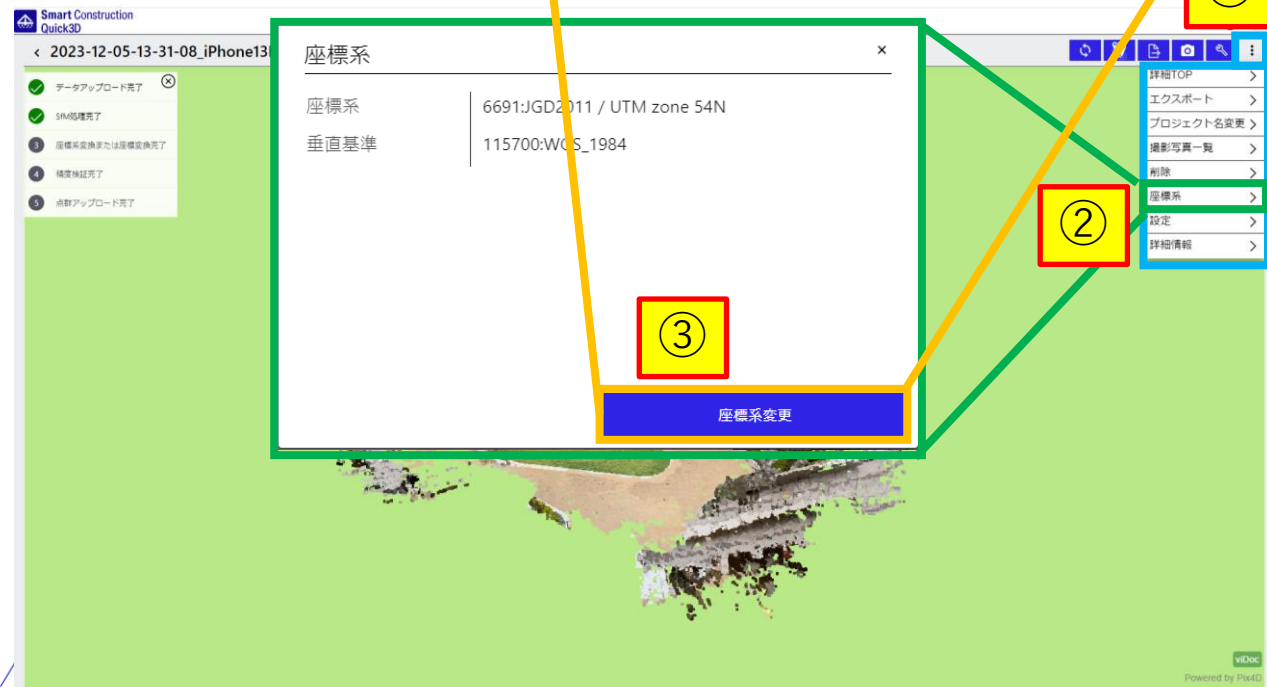 Smart Construction
Quick3D
2023-12-05-13-31-08_iPhone13
データアップロード完了
SfM処理完了
3 座標系変換または座標変換完了
4 精度検証完了
5 点群アップロード完了
座標系
×
座標系 6691:JGD2011 / UTM zone 54N
垂直基準 115700:WGS_1984
③
座標系変更
②
詳細TOP
エクスポート
プロジェクト名変更
撮影写真一覧
削除
座標系
設定
詳細情報
viDoc
Powered by Pix4D